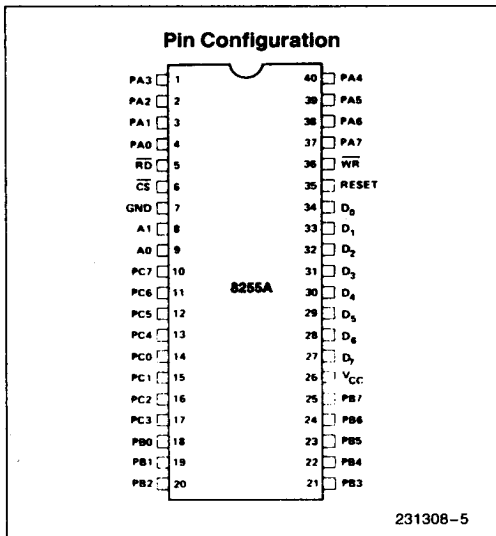 Pin Configuration
PA3 1 40 PA4
PA2 2 39 PA5
PA1 3 38 PA6
PA0 4 37 PA7
RD 5 36 WR
CS 6 35 RESET
GND 7 34 D0
A1 8 33 D1
A0 9 32 D2
PC7 10 31 D3
PC6 11 8255A 30 D4
PC5 12 29 D5
PC4 13 28 D6
PC0 14 27 D7
PC1 15 26 VCC
PC2 16 25 PB7
PC3 17 24 PB6
PB0 18 23 PB5
PB1 19 22 PB4
PB2 20 21 PB3
231308-5